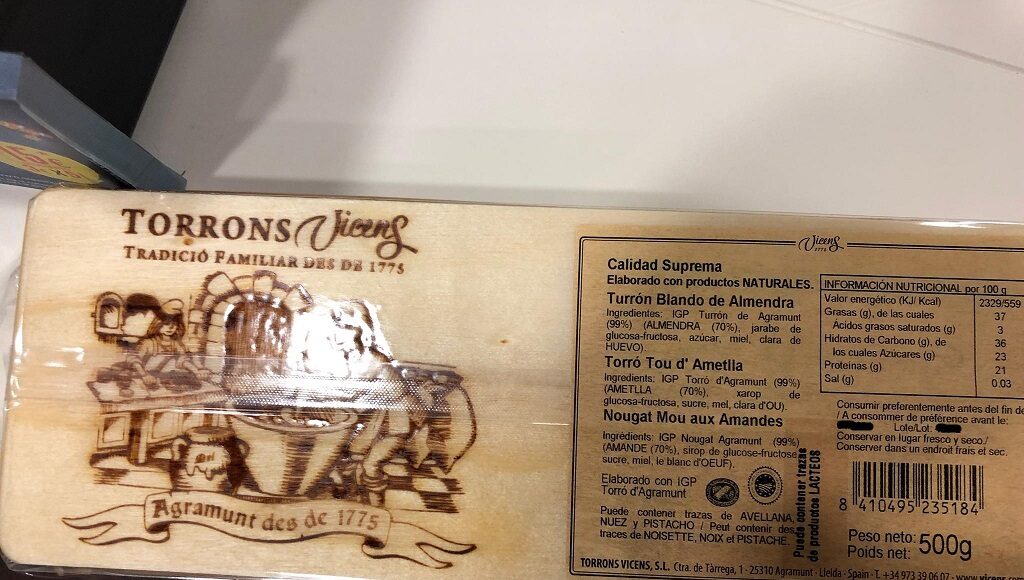 TORRONS Vicens
TRADICIÓ FAMILIAR DES DE 1775
Agramunt des de 1775
Vicens
1775
Calidad Suprema
Elaborado con productos NATURALES.
Turrón Blando de Almendra
Ingredientes: IGP Turrón de Agramunt
(99%) (ALMENDRA (70%), jarabe de
glucosa-fructosa, azúcar, miel, clara de
HUEVO).
Torró Tou d' Ametlla
Ingredients: IGP Torró d'Agramunt (99%)
(AMETLLA (70%), xarop de
glucosa-fructosa, sucre, mel, clara d'OU).
Nougat Mou aux Amandes
Ingrédients: IGP Nougat Agramunt (99%)
(AMANDE (70%), sirop de glucose-fructose,
sucre, miel, le blanc d'OEUF).
Elaborado con IGP
Torró d'Agramunt
Puede contener trazas de AVELLANA,
NUEZ y PISTACHO / Peut contenir des
traces de NOISETTE, NOIX et PISTACHE.
Puede contener trazas
de productos LACTEOS
INFORMACIÓN NUTRICIONAL por 100 g
Valor energético (KJ/ Kcal) 2329/559
Grasas (g), de las cuales 37
Ácidos grasos saturados (g) 3
Hidratos de Carbono (g), de 36
los cuales Azúcares (g) 23
Proteínas (g) 21
Sal (g) 0.03
Consumir preferentemente antes del fin de
/ A consommer de préférence avant le:
Lote/Lot:
Conservar en lugar fresco y seco./
Conserver dans un endroit frais et sec.
8 410495 235184
Peso neto: 500g
Poids net:
TORRONS VICENS, S.L. Ctra. de Tàrrega, 1 - 25310 Agramunt - Lleida - Spain - T. +34 973 39 06 07 -